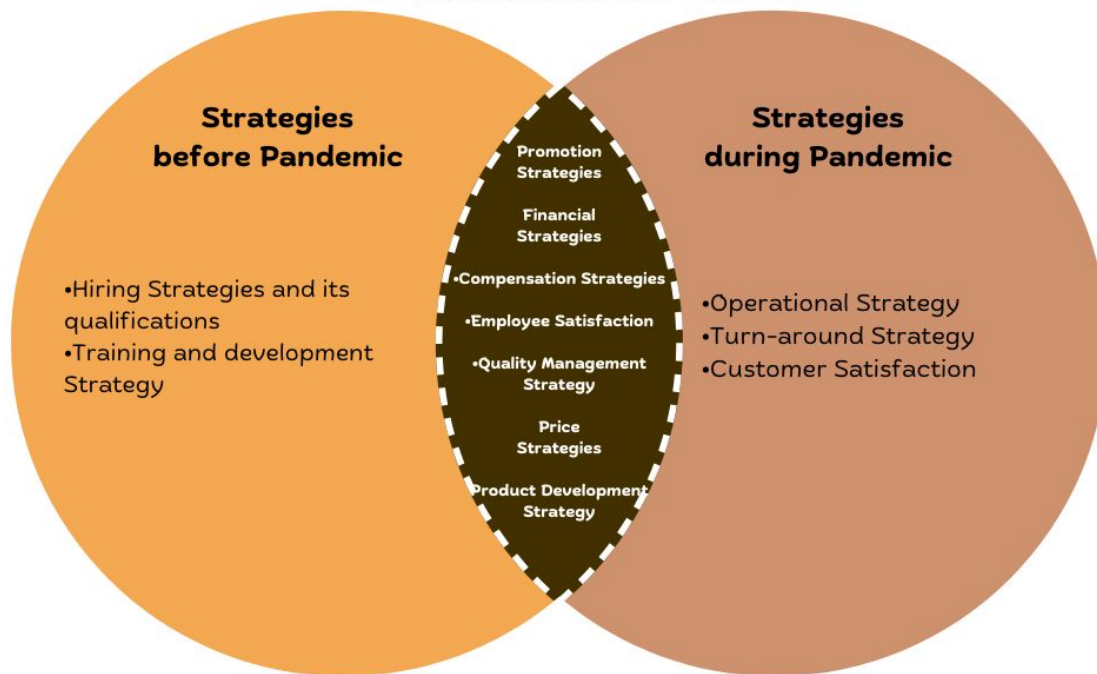 Strategies
before Pandemic
•Hiring Strategies and its
qualifications
•Training and development
Strategy
Promotion
Strategies
Financial
Strategies
•Compensation Strategies
•Employee Satisfaction
•Quality Management
Strategy
Price
Strategies
Product Development
Strategy
Strategies
during Pandemic
•Operational Strategy
•Turn-around Strategy
•Customer Satisfaction